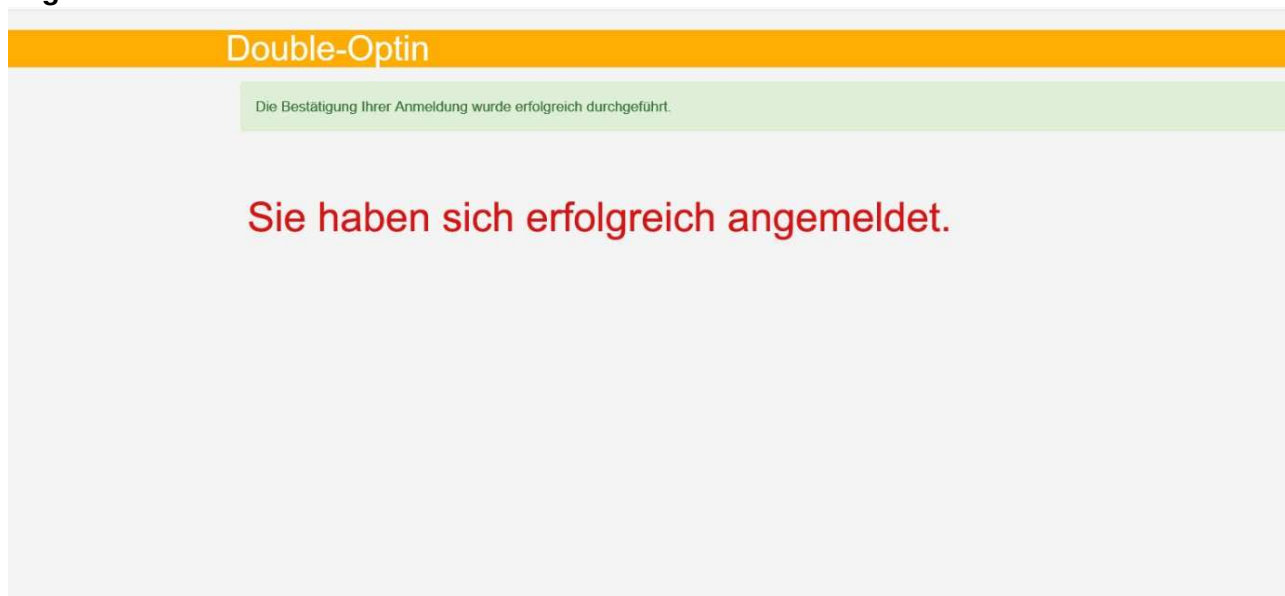 Double-Optin
Die Bestätigung Ihrer Anmeldung wurde erfolgreich durchgeführt.
Sie haben sich erfolgreich angemeldet.